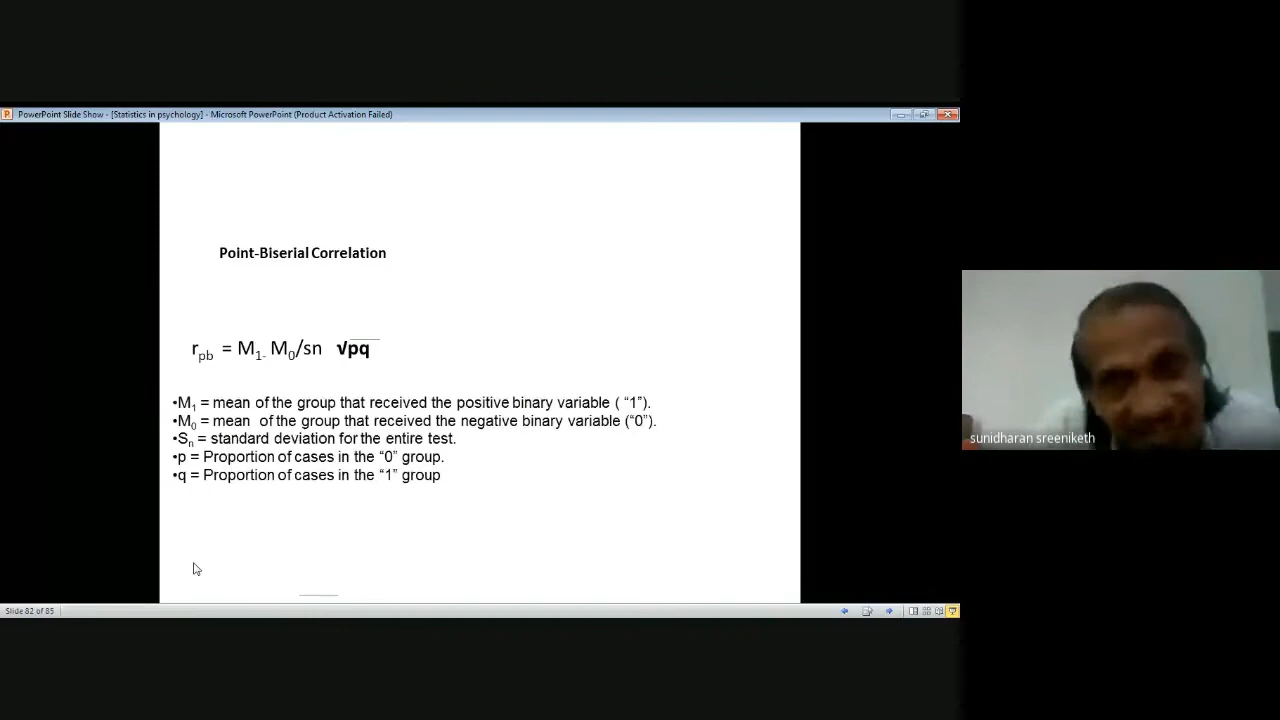 PowerPoint Slide Show - [Statistics in psychology] - Microsoft PowerPoint (Product Activation Failed)
Point-Biserial Correlation
rpb = M1- M0/sn √pq
•M1 = mean of the group that received the positive binary variable ( “1”).
•M0 = mean of the group that received the negative binary variable (“0”).
•Sn = standard deviation for the entire test.
•p = Proportion of cases in the “0” group.
•q = Proportion of cases in the “1” group
sunidharan sreeniketh
Slide 82 of 85